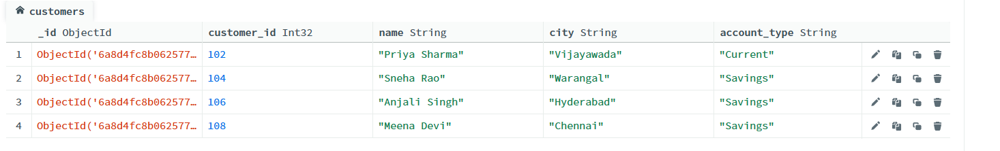 customers
_id ObjectId customer_id Int32 name String city String account_type String
1 ObjectId('6a8d4fc8b062577… 102 "Priya Sharma" "Vijayawada" "Current"
2 ObjectId('6a8d4fc8b062577… 104 "Sneha Rao" "Warangal" "Savings"
3 ObjectId('6a8d4fc8b062577… 106 "Anjali Singh" "Hyderabad" "Savings"
4 ObjectId('6a8d4fc8b062577… 108 "Meena Devi" "Chennai" "Savings"